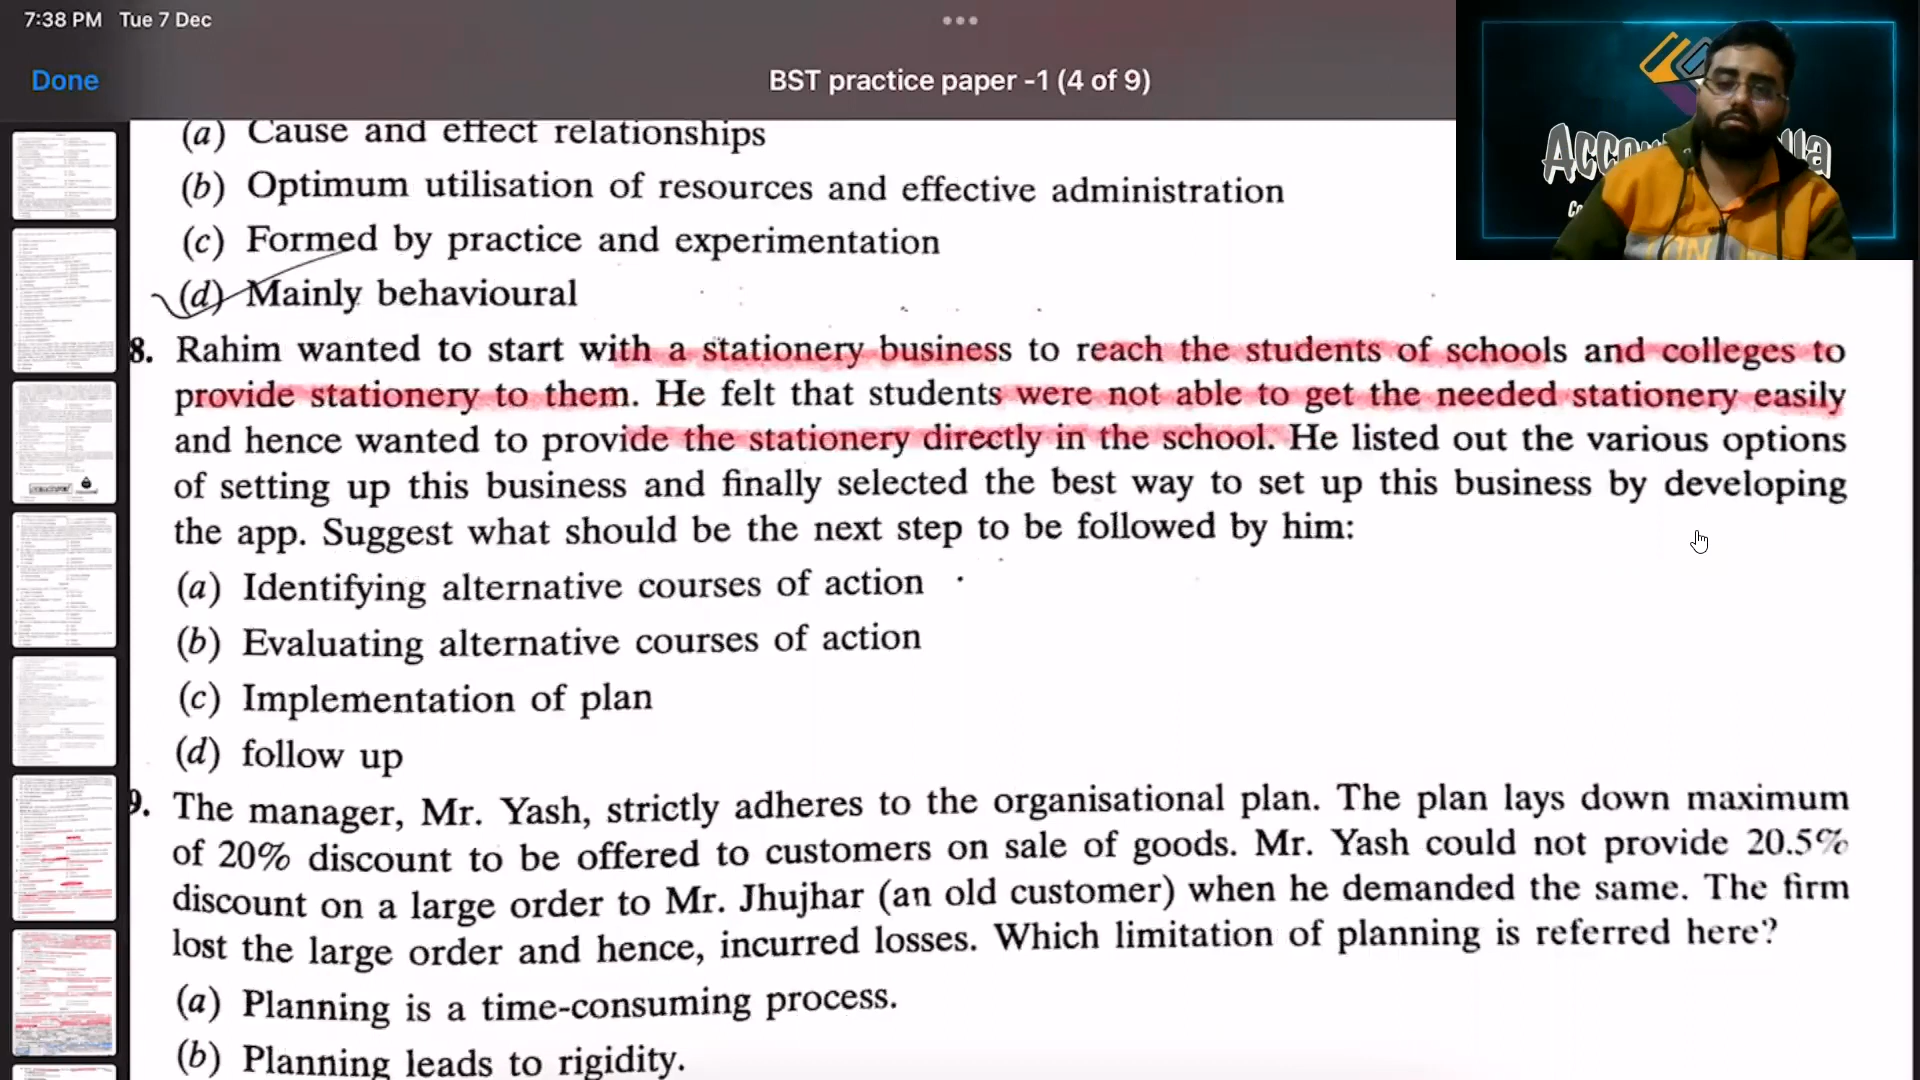 7:38 PM Tue 7 Dec
Done
BST practice paper -1 (4 of 9)
(a) Cause and effect relationships
(b) Optimum utilisation of resources and effective administration
(c) Formed by practice and experimentation
(d) Mainly behavioural
8. Rahim wanted to start with a stationery business to reach the students of schools and colleges to
provide stationery to them. He felt that students were not able to get the needed stationery easily
and hence wanted to provide the stationery directly in the school. He listed out the various options
of setting up this business and finally selected the best way to set up this business by developing
the app. Suggest what should be the next step to be followed by him:
(a) Identifying alternative courses of action
(b) Evaluating alternative courses of action
(c) Implementation of plan
(d) follow up
9. The manager, Mr. Yash, strictly adheres to the organisational plan. The plan lays down maximum
of 20% discount to be offered to customers on sale of goods. Mr. Yash could not provide 20.5%
discount on a large order to Mr. Jhujhar (an old customer) when he demanded the same. The firm
lost the large order and hence, incurred losses. Which limitation of planning is referred here?
(a) Planning is a time-consuming process.
(b) Planning leads to rigidity.